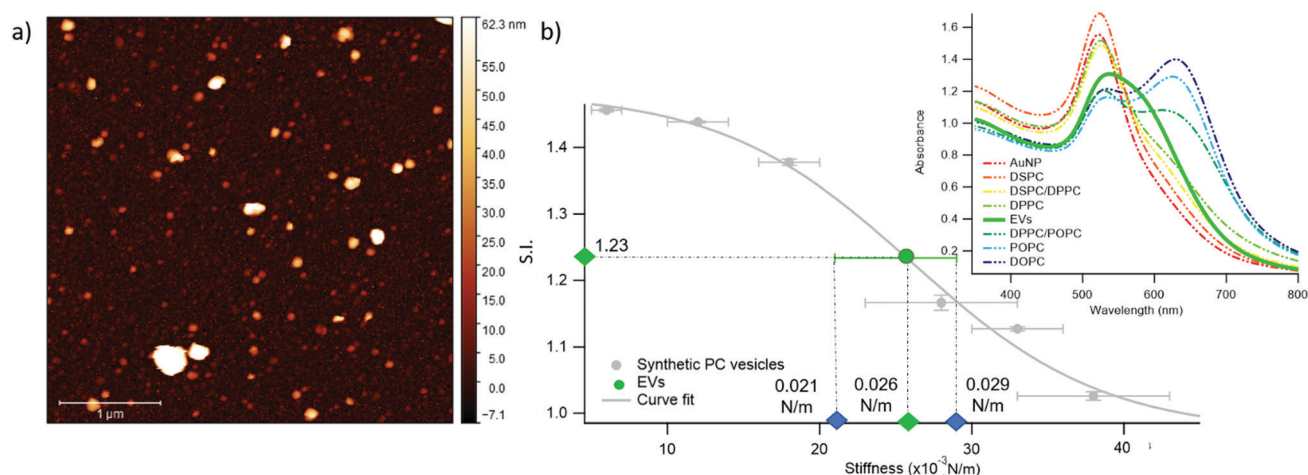 a)
62.3 nm
55.0
50.0
45.0
40.0
35.0
30.0
25.0
20.0
15.0
10.0
5.0
0.0
-7.1
1 µm
b)
S.I.
1.4
1.3
1.2
1.1
1.0
1.23
Synthetic PC vesicles
EVs
Curve fit
0.021
N/m
0.026
N/m
0.029
N/m
10
20
30
40
Stiffness (x10⁻³N/m)
Absorbance
1.6
1.4
1.2
1.0
0.8
0.6
0.4
0.2
AuNP
DSPC
DSPC/DPPC
DPPC
EVs
DPPC/POPC
POPC
DOPC
400
500
600
700
800
Wavelength (nm)